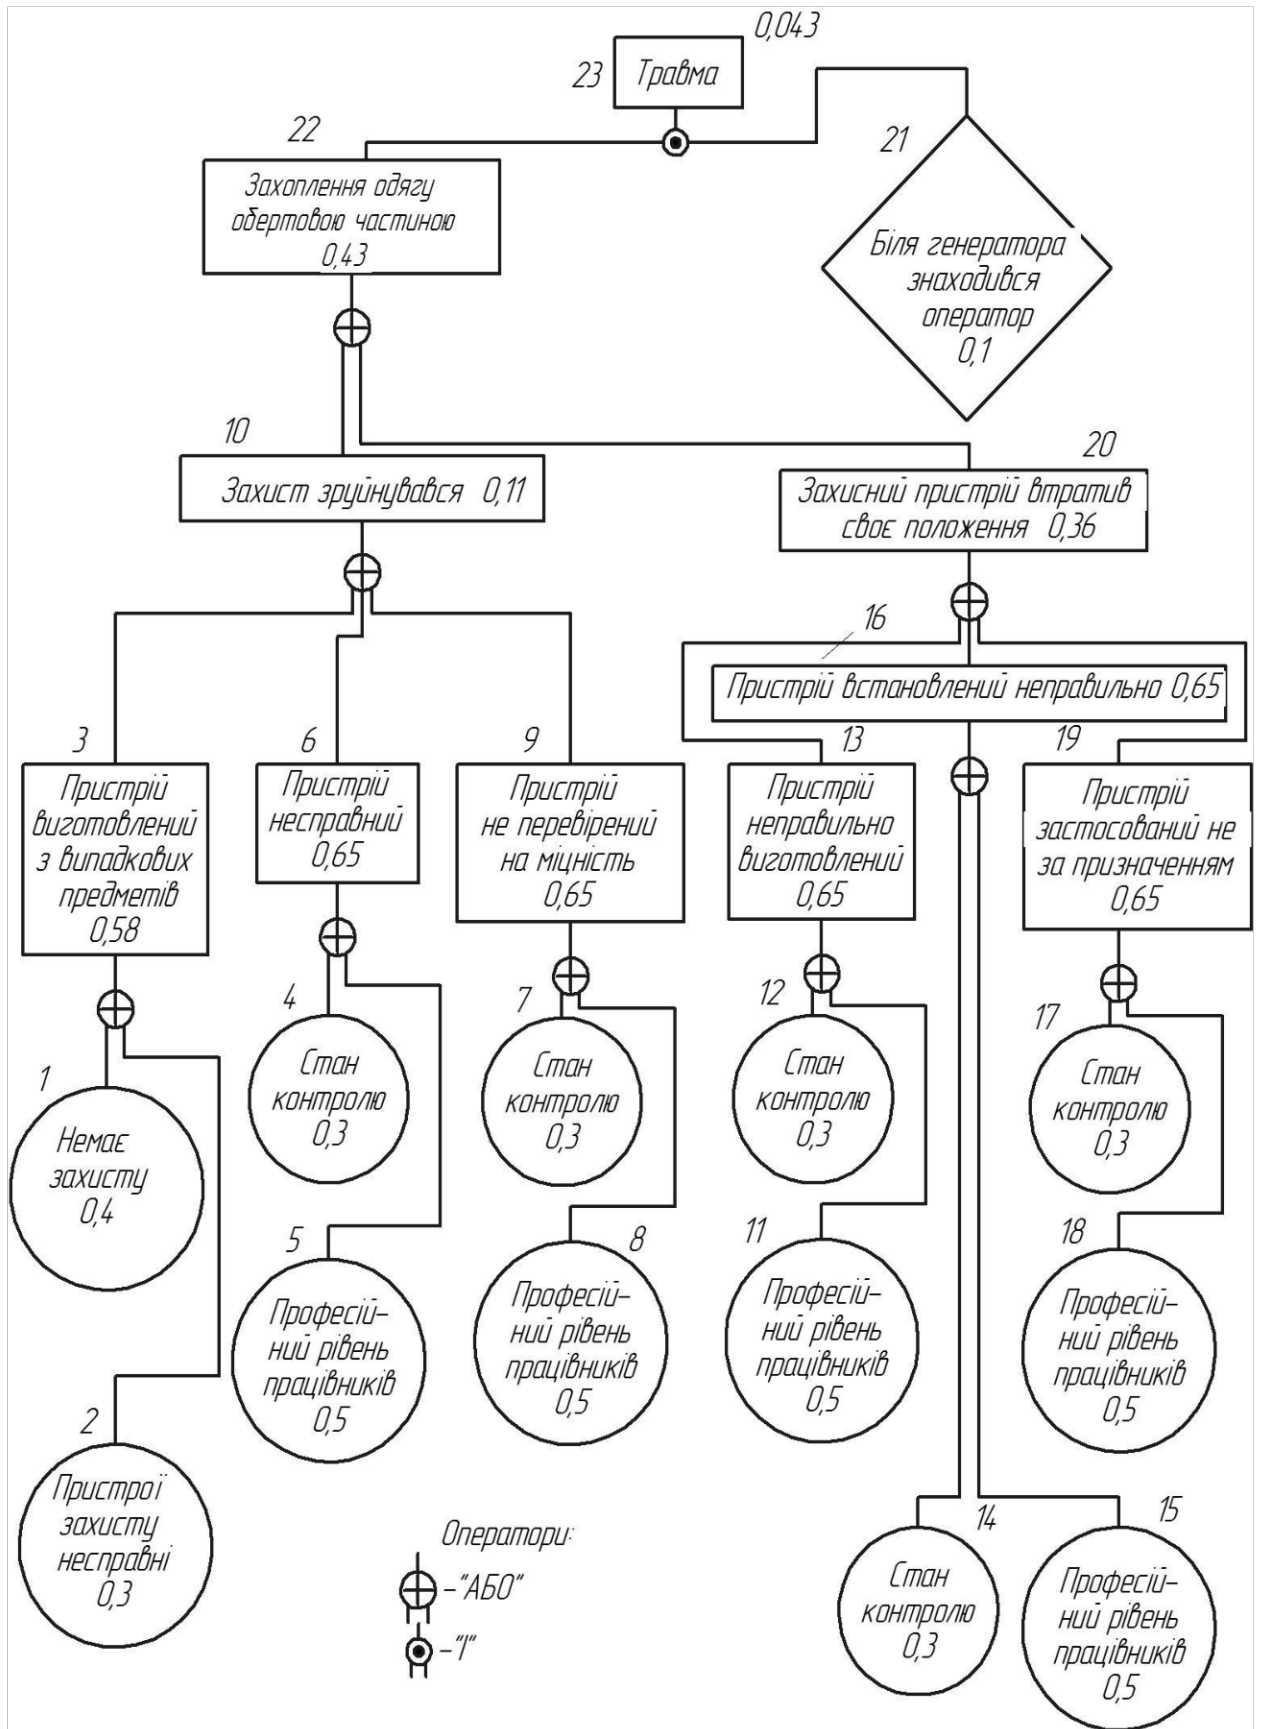 0,043
23
Травма
22
Захоплення одягу
обертовою частиною
0,43
21
Біля генератора
знаходився
оператор
0,1
10
Захист зруйнувався 0,11
20
Захисний пристрій втратив
своє положення 0,36
16
Пристрій встановлений неправильно 0,65
3
Пристрій
виготовлений
з випадкових
предметів
0,58
6
Пристрій
несправний
0,65
9
Пристрій
не перевірений
на міцність
0,65
13
Пристрій
неправильно
виготовлений
0,65
19
Пристрій
застосований не
за призначенням
0,65
1
Немає
захисту
0,4
4
Стан
контролю
0,3
7
Стан
контролю
0,3
12
Стан
контролю
0,3
17
Стан
контролю
0,3
5
Професій-
ний рівень
працівників
0,5
8
Професій-
ний рівень
працівників
0,5
11
Професій-
ний рівень
працівників
0,5
18
Професій-
ний рівень
працівників
0,5
2
Пристрої
захисту
несправні
0,3
14
Стан
контролю
0,3
15
Професій-
ний рівень
працівників
0,5
Оператори:
-"АБО"
-"І"